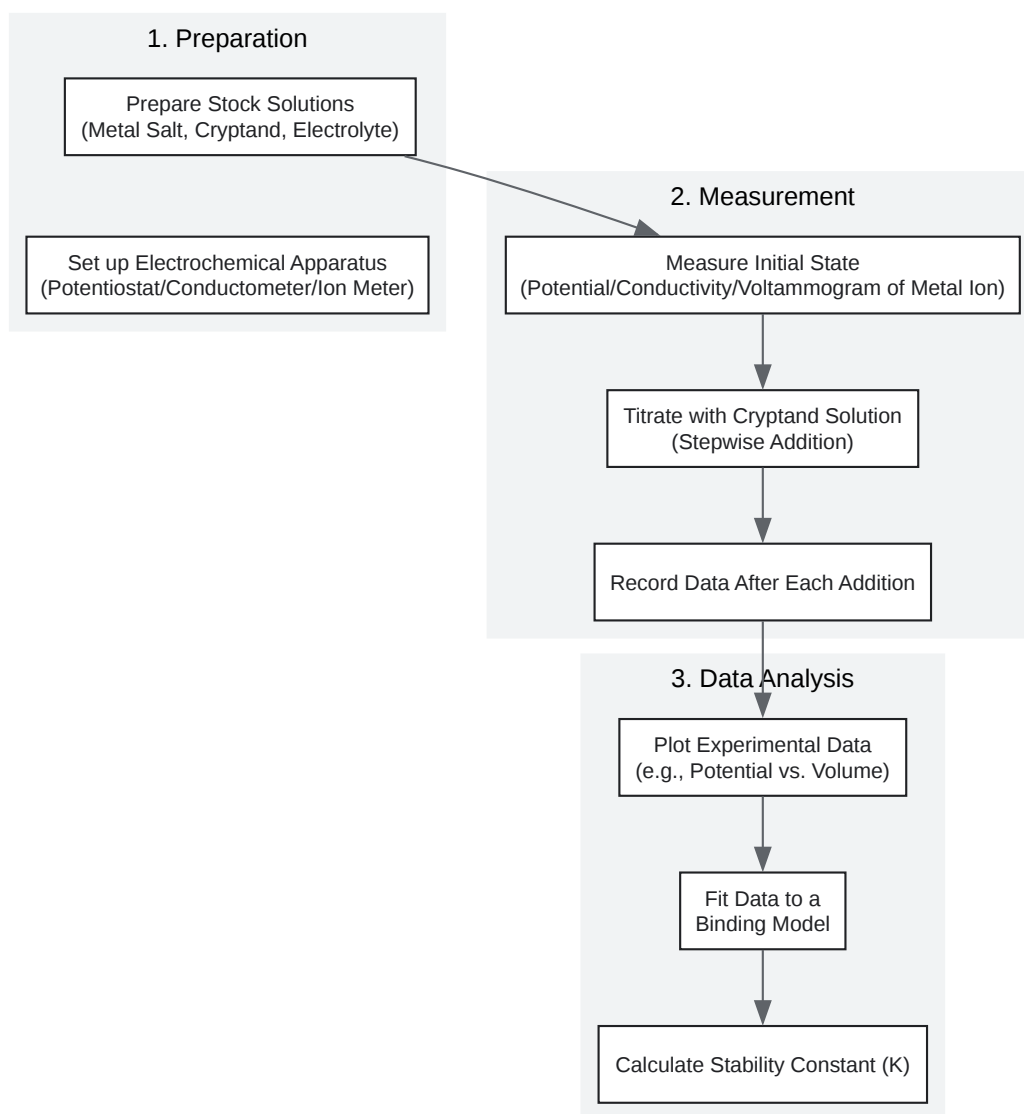 1. Preparation
Prepare Stock Solutions
(Metal Salt, Cryptand, Electrolyte)
Set up Electrochemical Apparatus
(Potentiostat/Conductometer/Ion Meter)
2. Measurement
Measure Initial State
(Potential/Conductivity/Voltammogram of Metal Ion)
Titrate with Cryptand Solution
(Stepwise Addition)
Record Data After Each Addition
3. Data Analysis
Plot Experimental Data
(e.g., Potential vs. Volume)
Fit Data to a
Binding Model
Calculate Stability Constant (K)